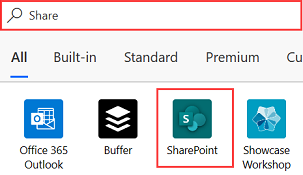 Share
All Built-in Standard Premium Cu
Office 365 Outlook
Buffer
S
SharePoint
Showcase Workshop